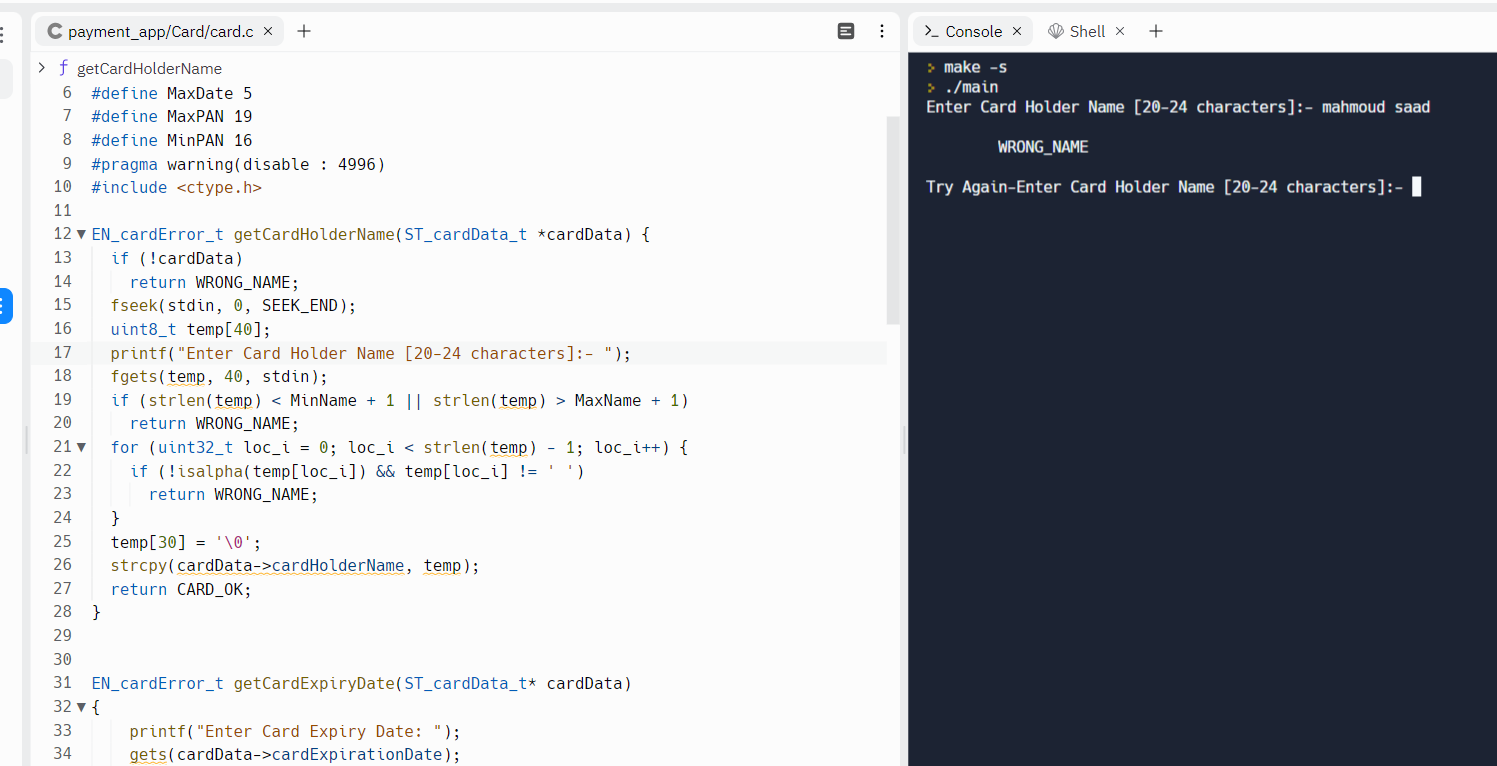 payment_app/Card/card.c × +
f getCardHolderName
6 #define MaxDate 5
7 #define MaxPAN 19
8 #define MinPAN 16
9 #pragma warning(disable : 4996)
10 #include <ctype.h>
11
12 EN_cardError_t getCardHolderName(ST_cardData_t *cardData) {
13 if (!cardData)
14 return WRONG_NAME;
15 fseek(stdin, 0, SEEK_END);
16 uint8_t temp[40];
17 printf("Enter Card Holder Name [20-24 characters]:- ");
18 fgets(temp, 40, stdin);
19 if (strlen(temp) < MinName + 1 || strlen(temp) > MaxName + 1)
20 return WRONG_NAME;
21 for (uint32_t loc_i = 0; loc_i < strlen(temp) - 1; loc_i++) {
22 if (!isalpha(temp[loc_i]) && temp[loc_i] != ' ')
23 return WRONG_NAME;
24 }
25 temp[30] = '\0';
26 strcpy(cardData->cardHolderName, temp);
27 return CARD_OK;
28 }
29
30
31 EN_cardError_t getCardExpiryDate(ST_cardData_t* cardData)
32 {
33 printf("Enter Card Expiry Date: ");
34 gets(cardData->cardExpirationDate);
>_ Console × Shell × +
> make -s
> ./main
Enter Card Holder Name [20-24 characters]:- mahmoud saad
WRONG_NAME
Try Again-Enter Card Holder Name [20-24 characters]:-